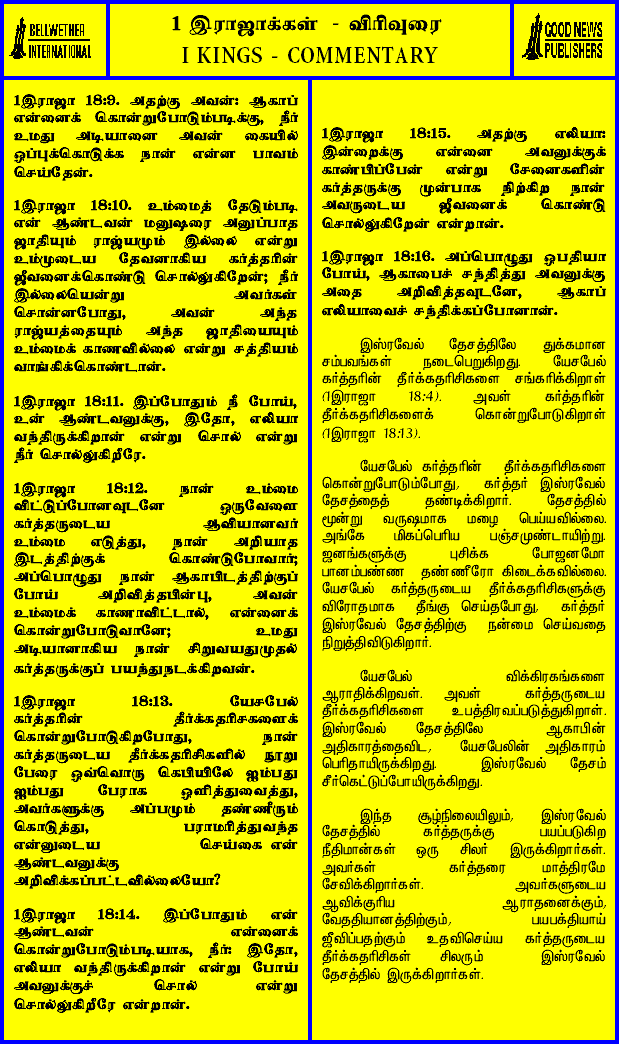 BELLWETHER
INTERNATIONAL
1 இராஜாக்கள் - விரிவுரை
I KINGS - COMMENTARY
GOOD NEWS
PUBLISHERS
1இராஜா 18:9. அதற்கு அவன்: ஆகாப்
என்னைக் கொன்றுபோடும்படிக்கு, நீர்
உமது அடியானை அவன் கையில்
ஒப்புக்கொடுக்க நான் என்ன பாவம்
செய்தேன்.
1இராஜா 18:10. உம்மைத் தேடும்படி
என் ஆண்டவன் மனுஷரை அனுப்பாத
ஜாதியும் ராஜ்யமும் இல்லை என்று
உம்முடைய தேவனாகிய கர்த்தரின்
ஜீவனைக்கொண்டு சொல்லுகிறேன்; நீர்
இல்லையென்று அவர்கள்
சொன்னபோது, அவன் அந்த
ராஜ்யத்தையும் அந்த ஜாதியையும்
உம்மைக் காணவில்லை என்று சத்தியம்
வாங்கிக்கொண்டான்.
1இராஜா 18:11. இப்போதும் நீ போய்,
உன் ஆண்டவனுக்கு, இதோ, எலியா
வந்திருக்கிறான் என்று சொல் என்று
நீர் சொல்லுகிறீரே.
1இராஜா 18:12. நான் உம்மை
விட்டுப்போனவுடனே ஒருவேளை
கர்த்தருடைய ஆவியானவர்
உம்மை எடுத்து, நான் அறியாத
இடத்திற்குக் கொண்டுபோவார்;
அப்பொழுது நான் ஆகாபிடத்திற்குப்
போய் அறிவித்தபின்பு, அவன்
உம்மைக் காணாவிட்டால், என்னைக்
கொன்றுபோடுவானே; உமது
அடியானாகிய நான் சிறுவயதுமுதல்
கர்த்தருக்குப் பயந்துநடக்கிறவன்.
1இராஜா 18:13. யேசபேல்
கர்த்தரின் தீர்க்கதரிசகளைக்
கொன்றுபோடுகிறபோது, நான்
கர்த்தருடைய தீர்க்கதரிசிகளில் நூறு
பேரை ஒவ்வொரு கெபியிலே ஐம்பது
ஐம்பது பேராக ஒளித்துவைத்து,
அவர்களுக்கு அப்பமும் தண்ணீரும்
கொடுத்து, பராமரித்துவந்த
என்னுடைய செய்கை என்
ஆண்டவனுக்கு
அறிவிக்கப்பட்டவில்லையோ?
1இராஜா 18:14. இப்போதும் என்
ஆண்டவன் என்னைக்
கொன்றுபோடும்படியாக, நீர்: இதோ,
எலியா வந்திருக்கிறான் என்று போய்
அவனுக்குச் சொல் என்று
சொல்லுகிறீரே என்றான்.
1இராஜா 18:15. அதற்கு எலியா:
இன்றைக்கு என்னை அவனுக்குக்
காண்பிப்பேன் என்று சேனைகளின்
கர்த்தருக்கு முன்பாக நிற்கிற நான்
அவருடைய ஜீவனைக் கொண்டு
சொல்லுகிறேன் என்றான்.
1இராஜா 18:16. அப்பொழுது ஒபதியா
போய், ஆகாபைச் சந்தித்து அவனுக்கு
அதை அறிவித்தவுடனே, ஆகாப்
எலியாவைச் சந்திக்கப்போனான்.
இஸ்ரவேல் தேசத்திலே துக்கமான
சம்பவங்கள் நடைபெறுகிறது. யேசபேல்
கர்த்தரின் தீர்க்கதரிசிகளை சங்கரிக்கிறாள்
(1இராஜா 18:4). அவள் கர்த்தரின்
தீர்க்கதரிசிகளைக் கொன்றுபோடுகிறாள்
(1இராஜா 18:13).
யேசபேல் கர்த்தரின் தீர்க்கதரிசிகளை
கொன்றுபோடும்போது, கர்த்தர் இஸ்ரவேல்
தேசத்தைத் தண்டிக்கிறார். தேசத்தில்
மூன்று வருஷமாக மழை பெய்யவில்லை.
அங்கே மிகப்பெரிய பஞ்சமுண்டாயிற்று.
ஜனங்களுக்கு புசிக்க போஜனமோ
பானம்பண்ண தண்ணீரோ கிடைக்கவில்லை.
யேசபேல் கர்த்தருடைய தீர்க்கதரிசிகளுக்கு
விரோதமாக தீங்கு செய்தபோது, கர்த்தர்
இஸ்ரவேல் தேசத்திற்கு நன்மை செய்வதை
நிறுத்திவிடுகிறார்.
யேசபேல் விக்கிரகங்களை
ஆராதிக்கிறவள். அவள் கர்த்தருடைய
தீர்க்கதரிசிகளை உபத்திரவப்படுத்துகிறாள்.
இஸ்ரவேல் தேசத்திலே ஆகாபின்
அதிகாரத்தைவிட, யேசபேலின் அதிகாரம்
பெரிதாயிருக்கிறது. இஸ்ரவேல் தேசம்
சீர்கெட்டுப்போயிருக்கிறது.
இந்த சூழ்நிலையிலும், இஸ்ரவேல்
தேசத்தில் கர்த்தருக்கு பயப்படுகிற
நீதிமான்கள் ஒரு சிலர் இருக்கிறார்கள்.
அவர்கள் கர்த்தரை மாத்திரமே
சேவிக்கிறார்கள். அவர்களுடைய
ஆவிக்குரிய ஆராதனைக்கும்,
வேததியானத்திற்கும், பயபக்தியாய்
ஜீவிப்பதற்கும் உதவிசெய்ய கர்த்தருடைய
தீர்க்கதரிசிகள் சிலரும் இஸ்ரவேல்
தேசத்தில் இருக்கிறார்கள்.